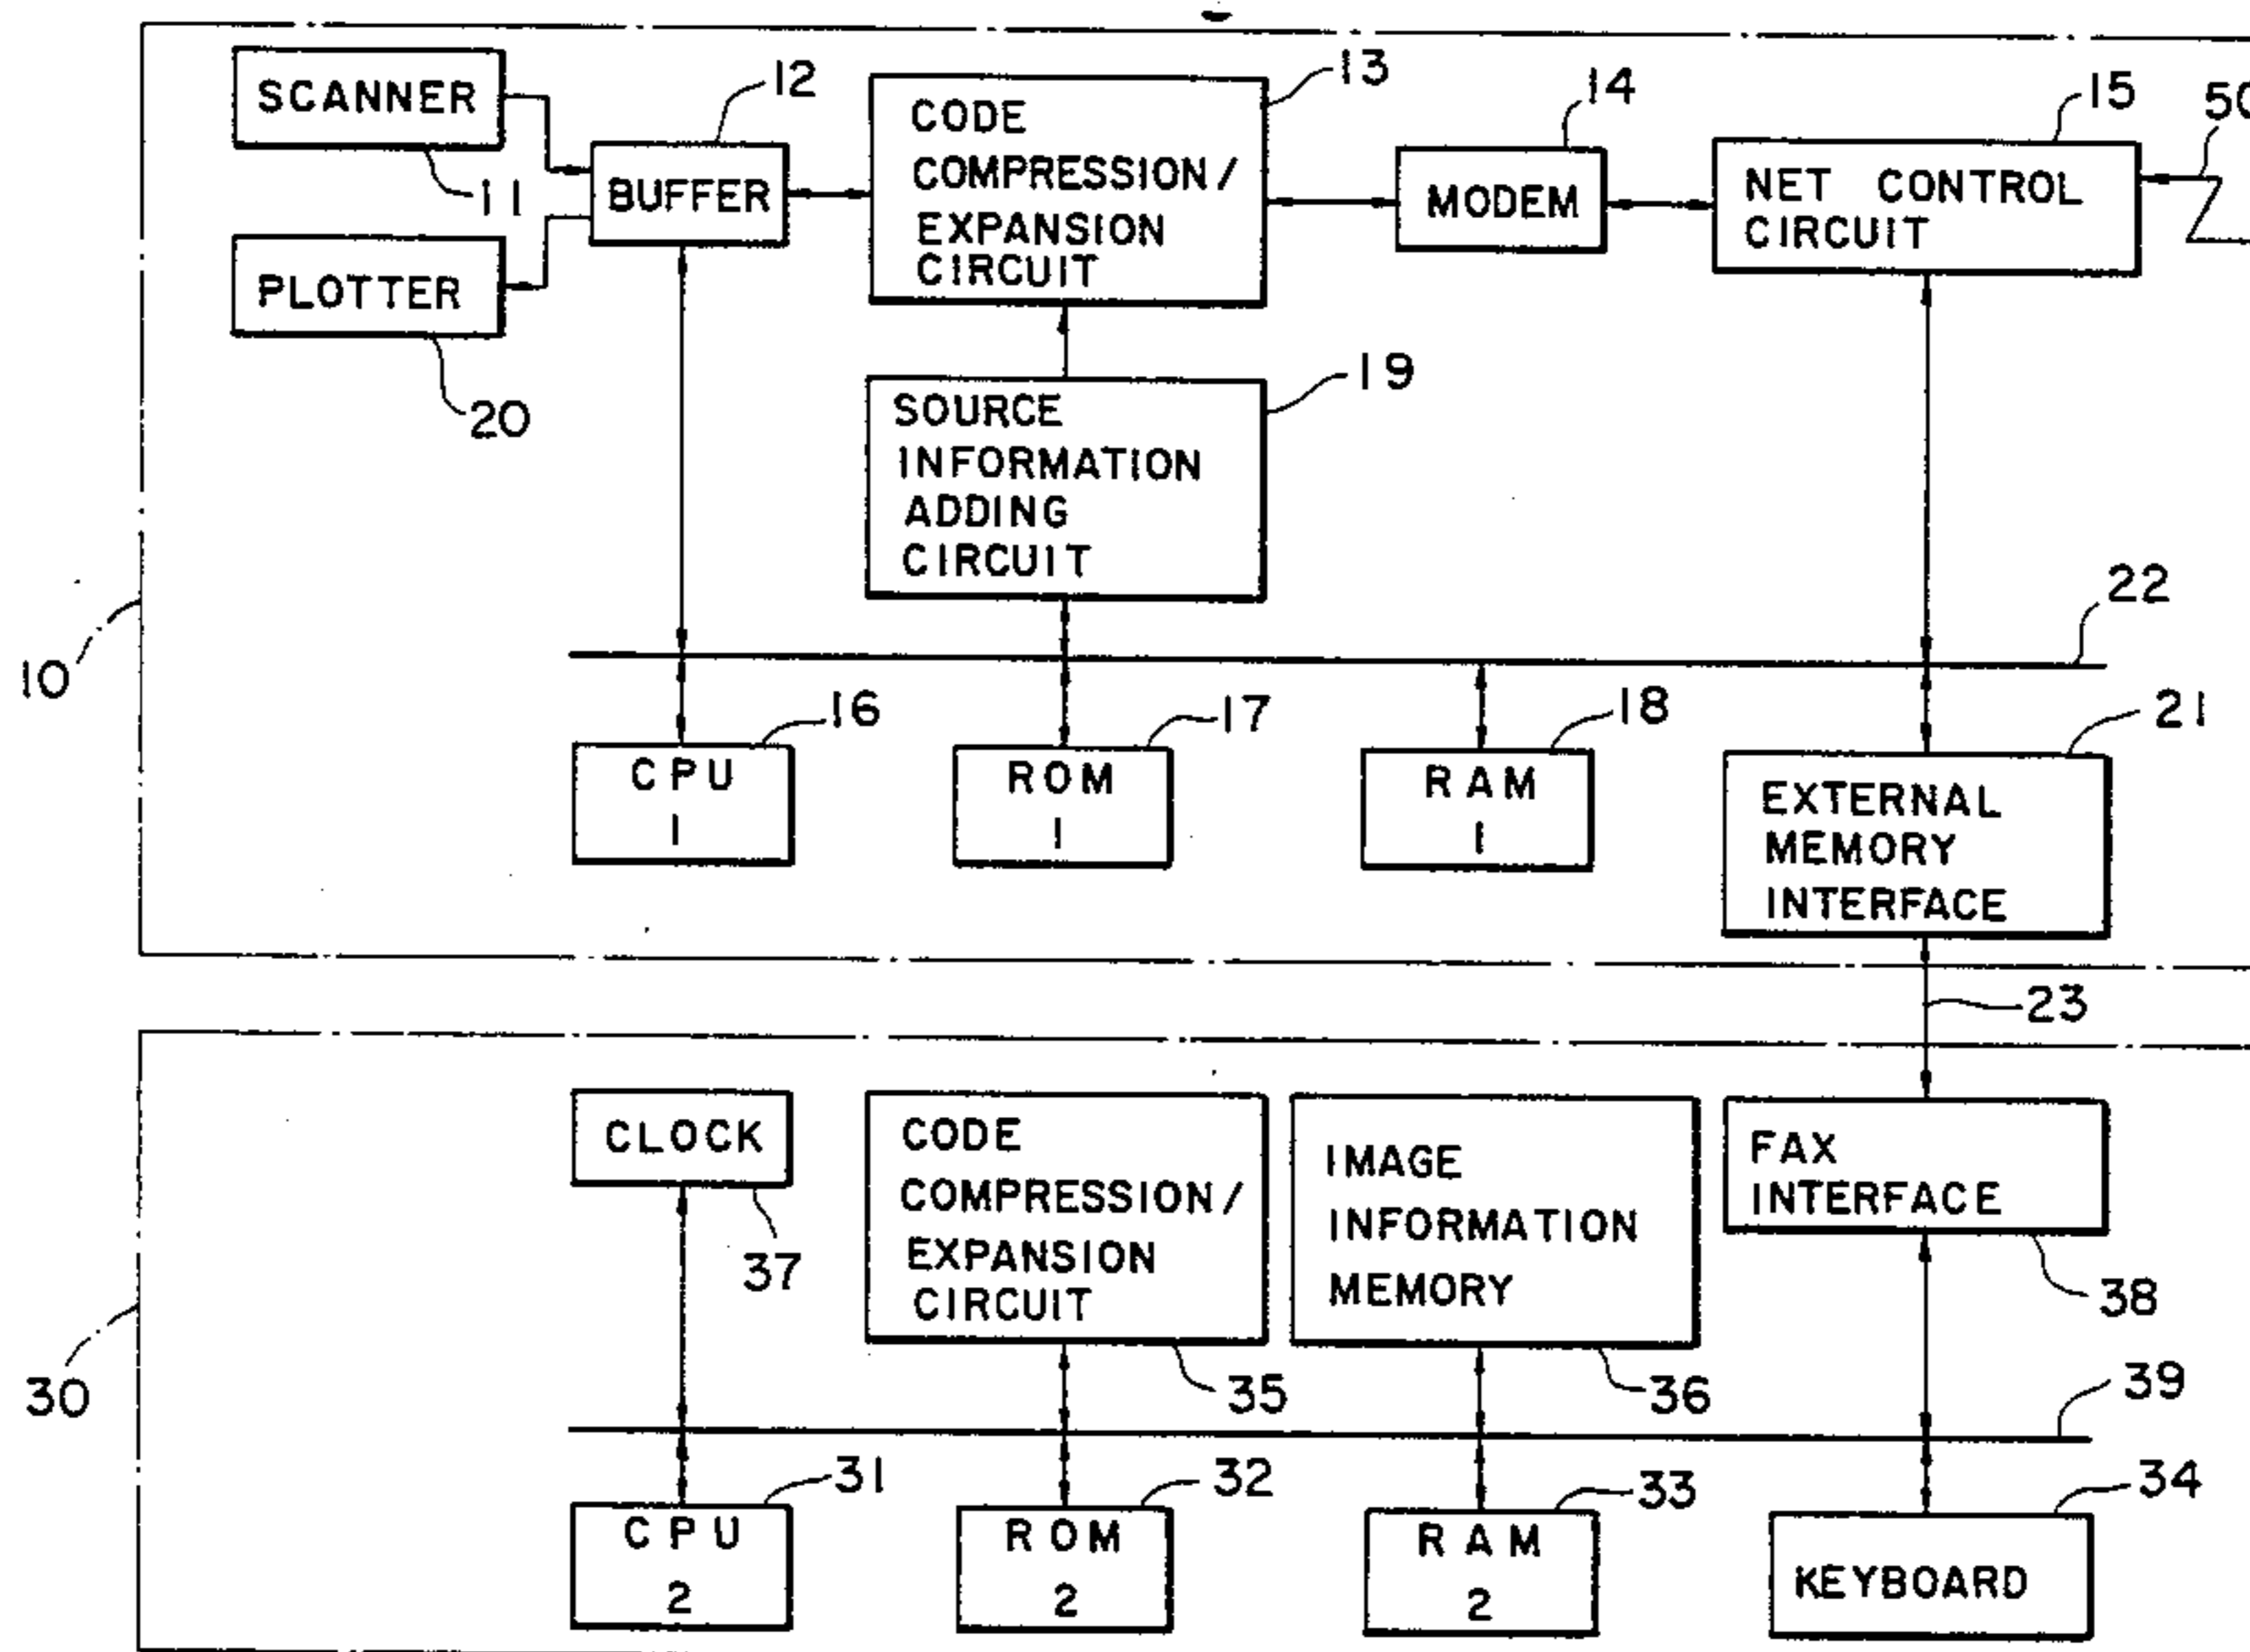 SCANNER
11
PLOTTER
20
12
BUFFER
13
CODE
COMPRESSION/
EXPANSION
CIRCUIT
14
MODEM
15
NET CONTROL
CIRCUIT
50
19
SOURCE
INFORMATION
ADDING
CIRCUIT
10
22
16
CPU
1
17
ROM
1
18
RAM
1
21
EXTERNAL
MEMORY
INTERFACE
23
30
CLOCK
37
CODE
COMPRESSION/
EXPANSION
CIRCUIT
35
IMAGE
INFORMATION
MEMORY
36
FAX
INTERFACE
38
39
31
CPU
2
32
ROM
2
33
RAM
2
34
KEYBOARD